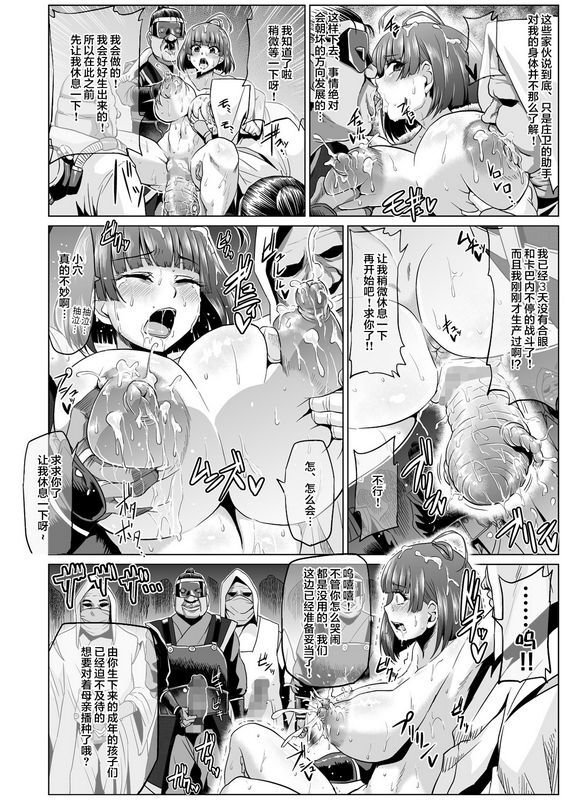 这些家伙说到底、只是庄卫的助手
对我的身体并不那么了解！
这样下去、事情绝对
会朝坏的方向发展的…
我知道了啦
稍微等一下呀！
我会做的！
我会好好生出来的！
所以在此之前
先让我休息一下！
我已经3天没有合眼
和卡巴内不停的战斗了！
而且我刚刚才生产过啊！？
让我稍微休息一下
再开始吧！求你了！！
不行！
小穴
真的不妙啊…
抽泣…
抽泣…
怎、怎么会…
求求你了
让我休息一下呀~
……呜！！
呜嘻嘻！
不管你怎么哭闹
都是没用的、我们
这边已经准备妥当了！
由你生下来的成年的孩子们
已经迫不及待的
想要对着母亲播种了哦？